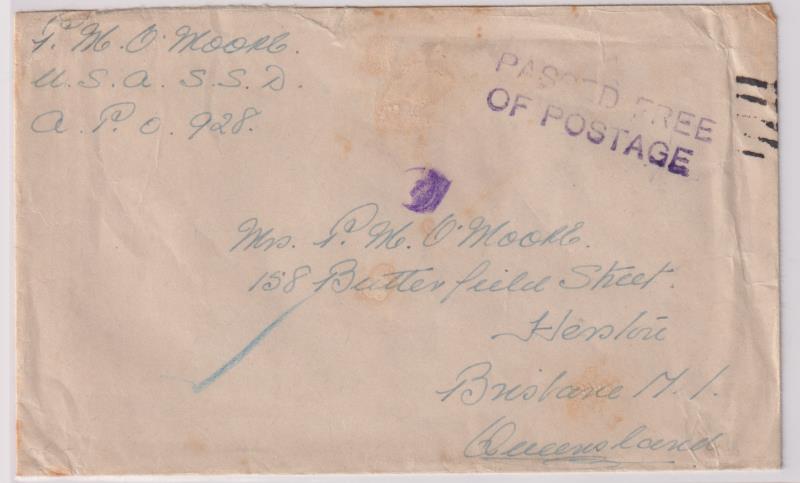 P. M. O'Moore.
U. S. A. S. S. D.
A. P. O. 928.
PASSED FREE
OF POSTAGE
Mrs. P. M. O'Moore.
158 Butterfield Street.
Herston
Brisbane N. 1.
Queensland